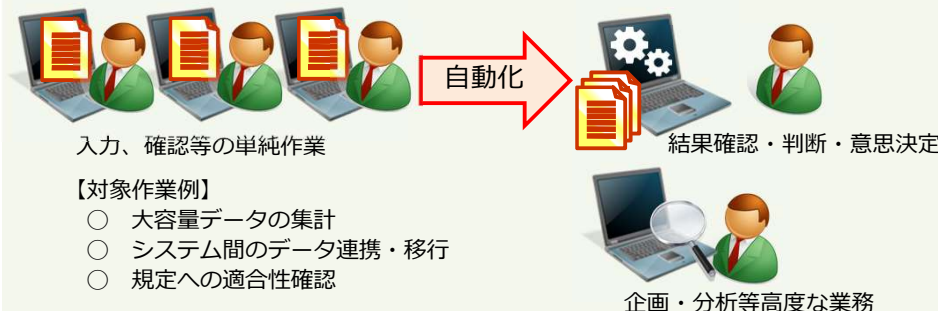 自動化
入力、確認等の単純作業
結果確認・判断・意思決定
【対象作業例】
○ 大容量データの集計
○ システム間のデータ連携・移行
○ 規定への適合性確認
企画・分析等高度な業務